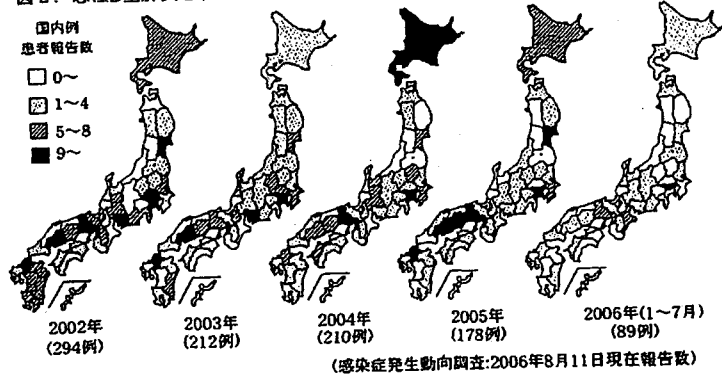 国内例
患者報告数
0～
1～4
5～8
9～
2002年
(294例)
2003年
(212例)
2004年
(210例)
2005年
(178例)
2006年(1～7月)
(89例)
(感染症発生動向調査:2006年8月11日現在報告数)